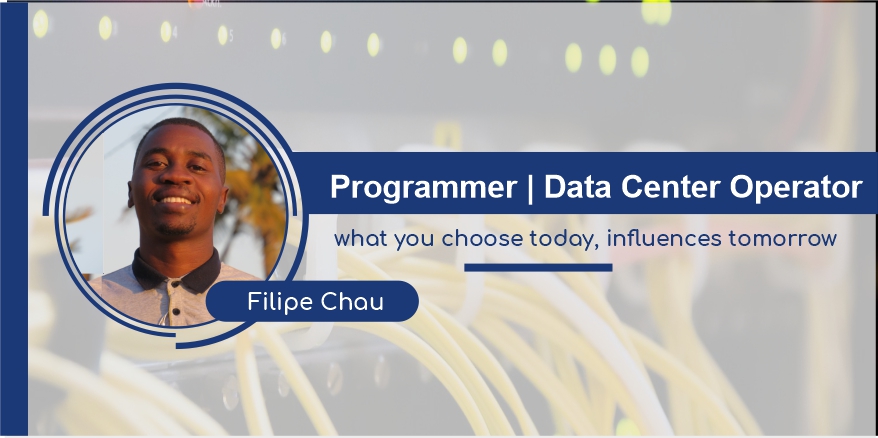 Programmer | Data Center Operator
what you choose today, influences tomorrow
Filipe Chau